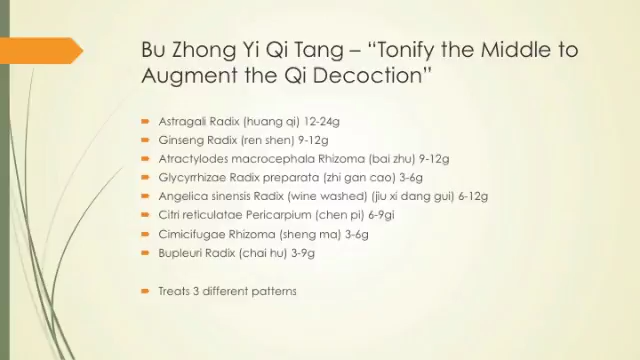 Bu Zhong Yi Qi Tang – “Tonify the Middle to
Augment the Qi Decoction”
Astragali Radix (huang qi) 12-24g
Ginseng Radix (ren shen) 9-12g
Atractylodes macrocephala Rhizoma (bai zhu) 9-12g
Glycyrrhizae Radix preparata (zhi gan cao) 3-6g
Angelica sinensis Radix (wine washed) (jiu xi dang gui) 6-12g
Citri reticulatae Pericarpium (chen pi) 6-9gi
Cimicifugae Rhizoma (sheng ma) 3-6g
Bupleuri Radix (chai hu) 3-9g
Treats 3 different patterns